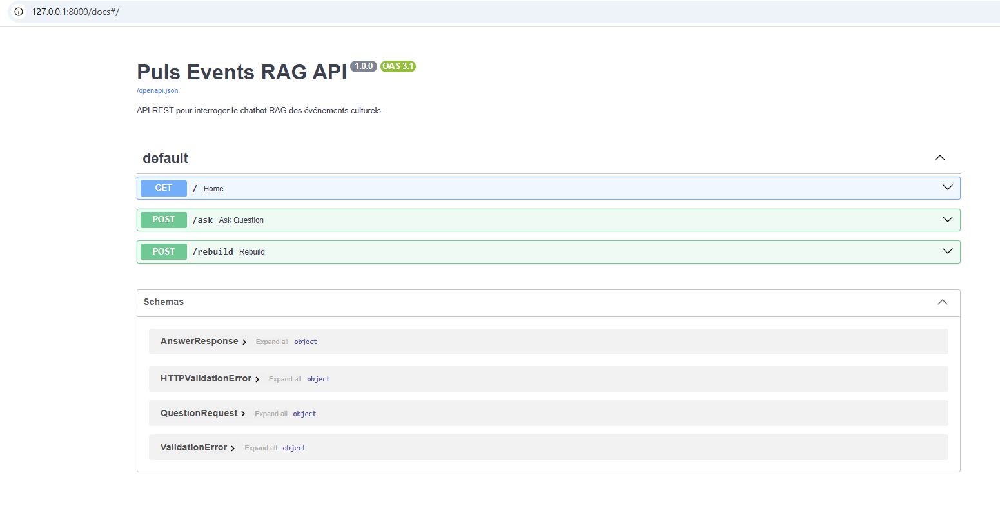 127.0.0.1:8000/docs#/
Puls Events RAG API 1.0.0 OAS 3.1
/openapi.json
API REST pour interroger le chatbot RAG des événements culturels.
default
GET / Home
POST /ask Ask Question
POST /rebuild Rebuild
Schemas
AnswerResponse Expand all object
HTTPValidationError Expand all object
QuestionRequest Expand all object
ValidationError Expand all object